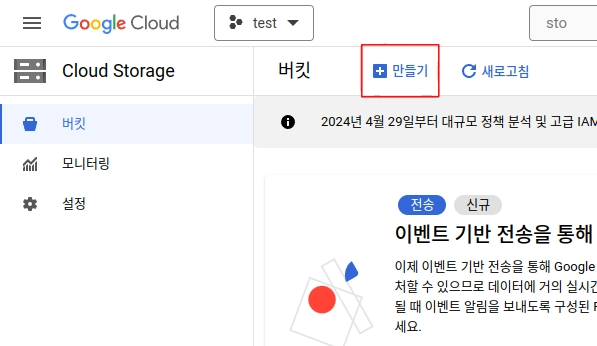 Google Cloud
test
sto
Cloud Storage
버킷
만들기
새로고침
버킷
모니터링
설정
2024년 4월 29일부터 대규모 정책 분석 및 고급 IAM
전송
신규
이벤트 기반 전송을 통해
이제 이벤트 기반 전송을 통해 Google
처할 수 있으므로 데이터에 거의 실시간
될 때 이벤트 알림을 보내도록 구성된
세요.